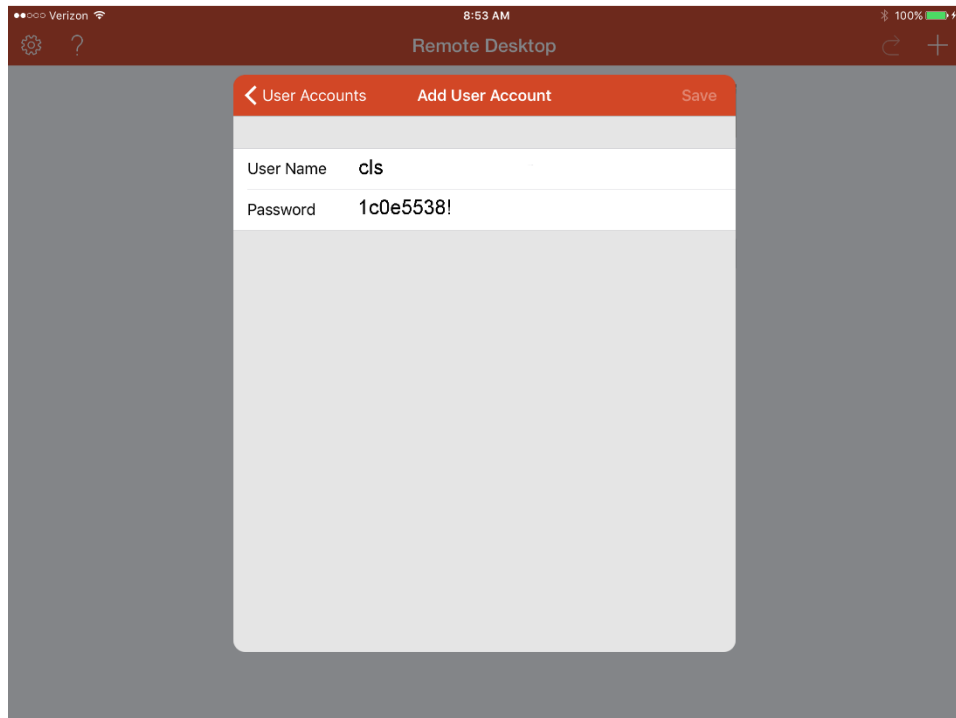 Verizon 8:53 AM 100%
? Remote Desktop
User Accounts Add User Account Save
User Name cls
Password 1c0e5538!